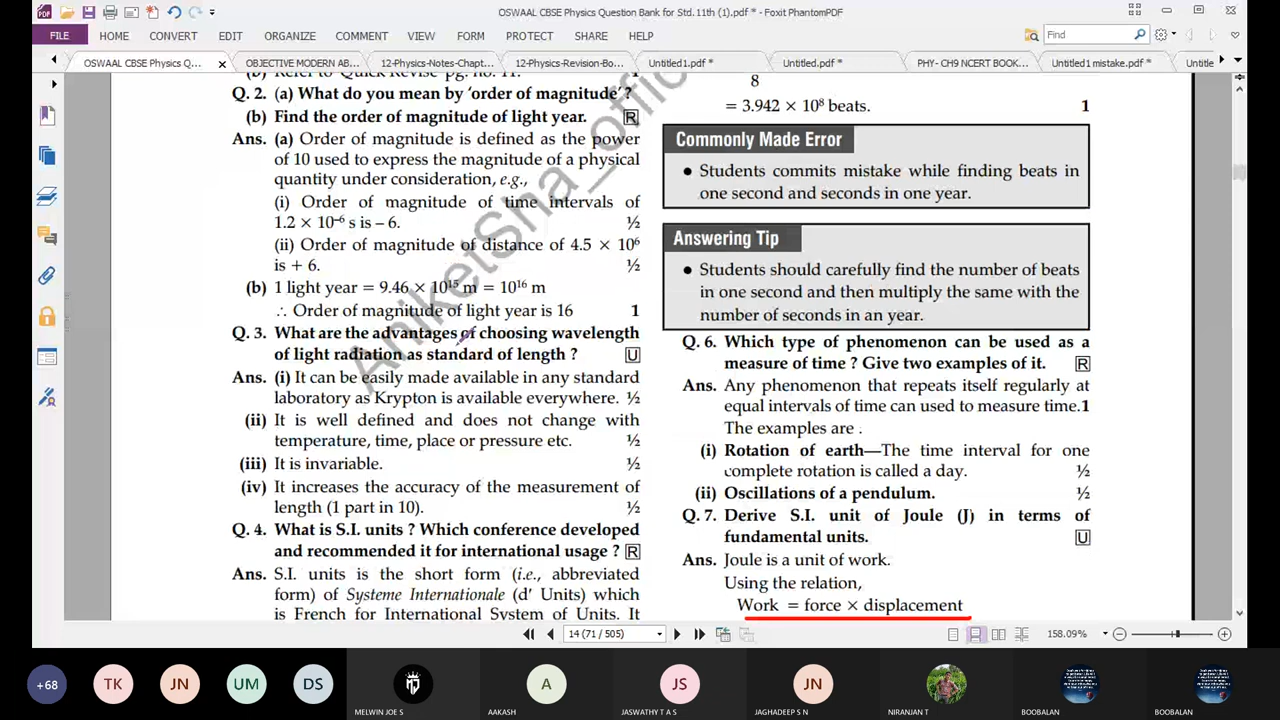 OSWAAL CBSE Physics Question Bank for Std. 11th (1).pdf * - Foxit PhantomPDF
FILE HOME CONVERT EDIT ORGANIZE COMMENT VIEW FORM PROTECT SHARE HELP Find
OSWAAL CBSE Physics Q... x OBJECTIVE MODERN AB... 12-Physics-Notes-Chapt... 12-Physics-Revision-Bo... Untitled1.pdf * Untitled.pdf * PHY- CH9 NCERT BOOK... Untitled1 mistake.pdf * Untitle
(b) Refer to Quick Revise pg. no. 11. 1
Q. 2. (a) What do you mean by 'order of magnitude'?
(b) Find the order of magnitude of light year. R
Ans. (a) Order of magnitude is defined as the power
of 10 used to express the magnitude of a physical
quantity under consideration, e.g.,
(i) Order of magnitude of time intervals of
1.2 × 10⁻⁶ s is – 6. ½
(ii) Order of magnitude of distance of 4.5 × 10⁶
is + 6. ½
(b) 1 light year = 9.46 × 10¹⁵ m = 10¹⁶ m
∴ Order of magnitude of light year is 16 1
Q. 3. What are the advantages of choosing wavelength
of light radiation as standard of length ? U
Ans. (i) It can be easily made available in any standard
laboratory as Krypton is available everywhere. ½
(ii) It is well defined and does not change with
temperature, time, place or pressure etc. ½
(iii) It is invariable. ½
(iv) It increases the accuracy of the measurement of
length (1 part in 10). ½
Q. 4. What is S.I. units ? Which conference developed
and recommended it for international usage ? R
Ans. S.I. units is the short form (i.e., abbreviated
form) of Systeme Internationale (d' Units) which
is French for International System of Units. It
8
= 3.942 × 10⁸ beats. 1
Commonly Made Error
● Students commits mistake while finding beats in
one second and seconds in one year.
Answering Tip
● Students should carefully find the number of beats
in one second and then multiply the same with the
number of seconds in an year.
Q. 6. Which type of phenomenon can be used as a
measure of time ? Give two examples of it. R
Ans. Any phenomenon that repeats itself regularly at
equal intervals of time can used to measure time.1
The examples are .
(i) Rotation of earth—The time interval for one
complete rotation is called a day. ½
(ii) Oscillations of a pendulum. ½
Q. 7. Derive S.I. unit of Joule (J) in terms of
fundamental units. U
Ans. Joule is a unit of work.
Using the relation,
Work = force × displacement
AniketSha_offic
14 (71 / 505) 158.09%
+68 TK JN UM DS A JS JN
MELWIN JOE S AAKASH JASWATHY T A S JAGHADEEP S N NIRANJAN T BOOBALAN BOOBALAN